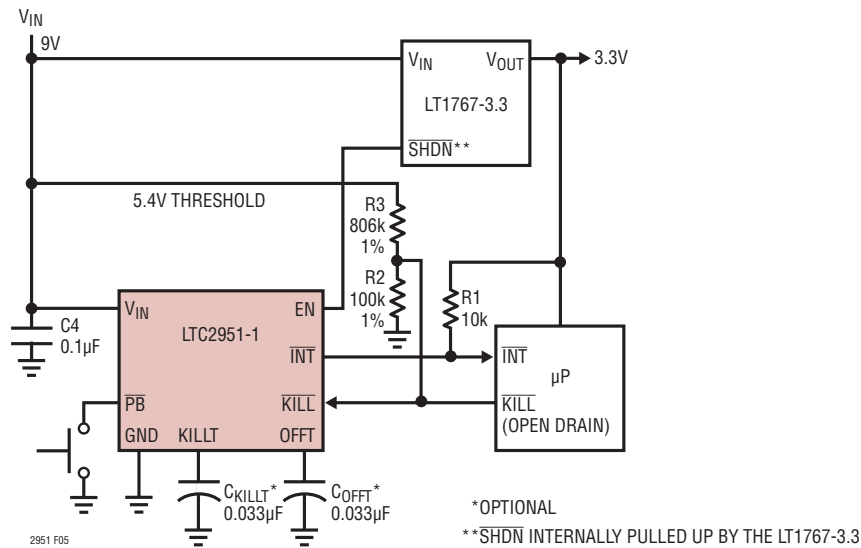 VIN
9V
VIN
VOUT
3.3V
LT1767-3.3
SHDN**
5.4V THRESHOLD
R3
806k
1%
R2
100k
1%
R1
10k
VIN
EN
LTC2951-1
C4
0.1µF
INT
INT
µP
PB
KILL
KILL
(OPEN DRAIN)
GND
KILLT
OFFT
CKILLT*
0.033µF
COFFT*
0.033µF
*OPTIONAL
**SHDN INTERNALLY PULLED UP BY THE LT1767-3.3
2951 F05